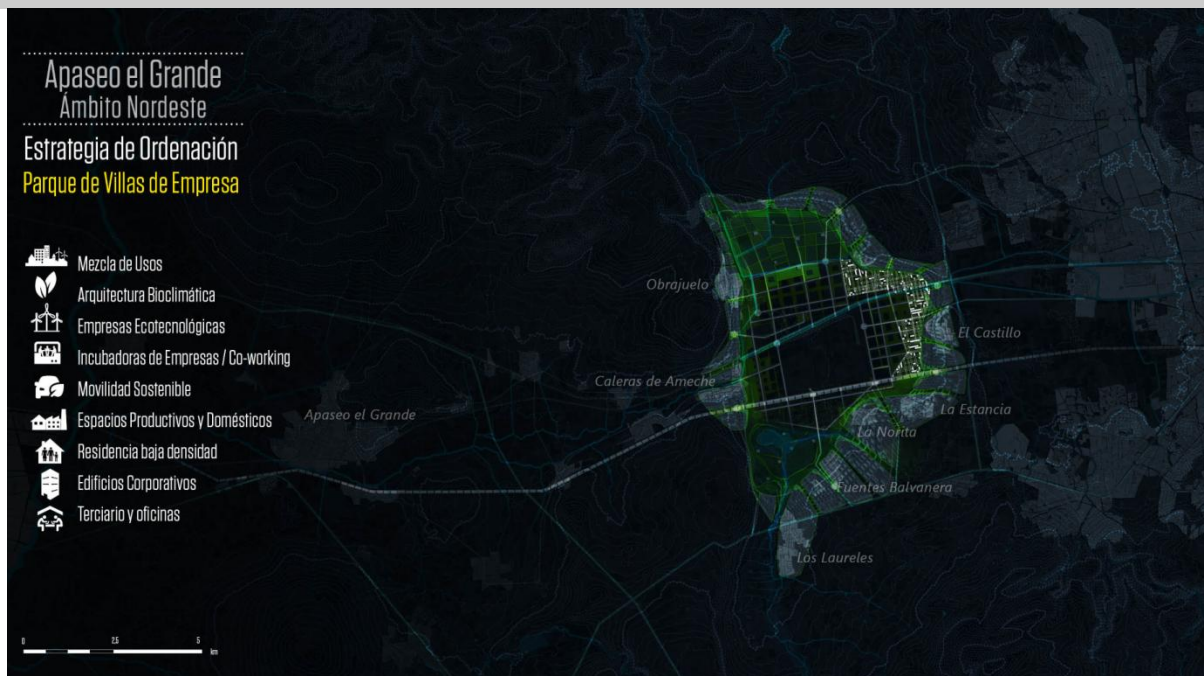 Apaseo el Grande
Ámbito Nordeste
Estrategia de Ordenación
Parque de Villas de Empresa
Mezcla de Usos
Arquitectura Bioclimática
Empresas Ecotecnológicas
Incubadoras de Empresas / Co-working
Movilidad Sostenible
Espacios Productivos y Domésticos
Residencia baja densidad
Edificios Corporativos
Terciario y oficinas
Obrajuelo
El Castillo
Caleras de Ameche
Apaseo el Grande
La Estancia
La Norita
Fuentes Balvanera
Los Laureles
0 2,5 5
km